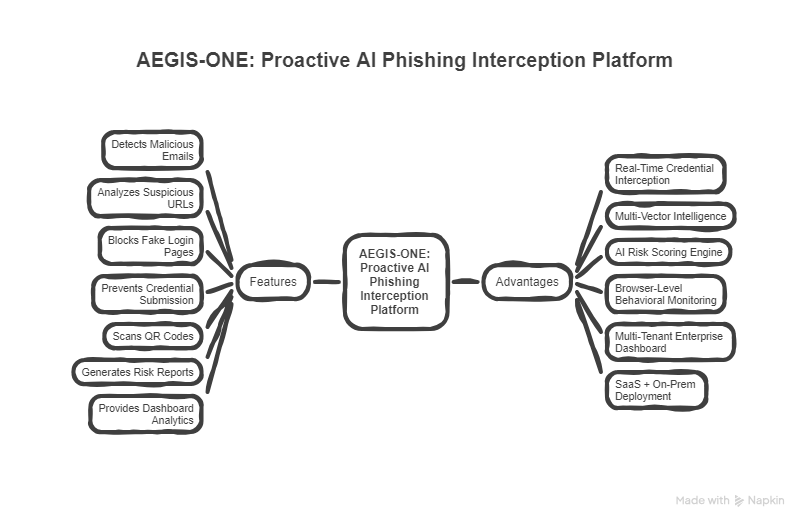 AEGIS-ONE: Proactive AI Phishing Interception Platform
Detects Malicious
Emails
Analyzes Suspicious
URLs
Blocks Fake Login
Pages
Prevents Credential
Submission
Scans QR Codes
Generates Risk Reports
Provides Dashboard
Analytics
Features
AEGIS-ONE:
Proactive AI
Phishing
Interception
Platform
Advantages
Real-Time Credential
Interception
Multi-Vector Intelligence
AI Risk Scoring Engine
Browser-Level
Behavioral Monitoring
Multi-Tenant Enterprise
Dashboard
SaaS + On-Prem
Deployment
Made with Napkin